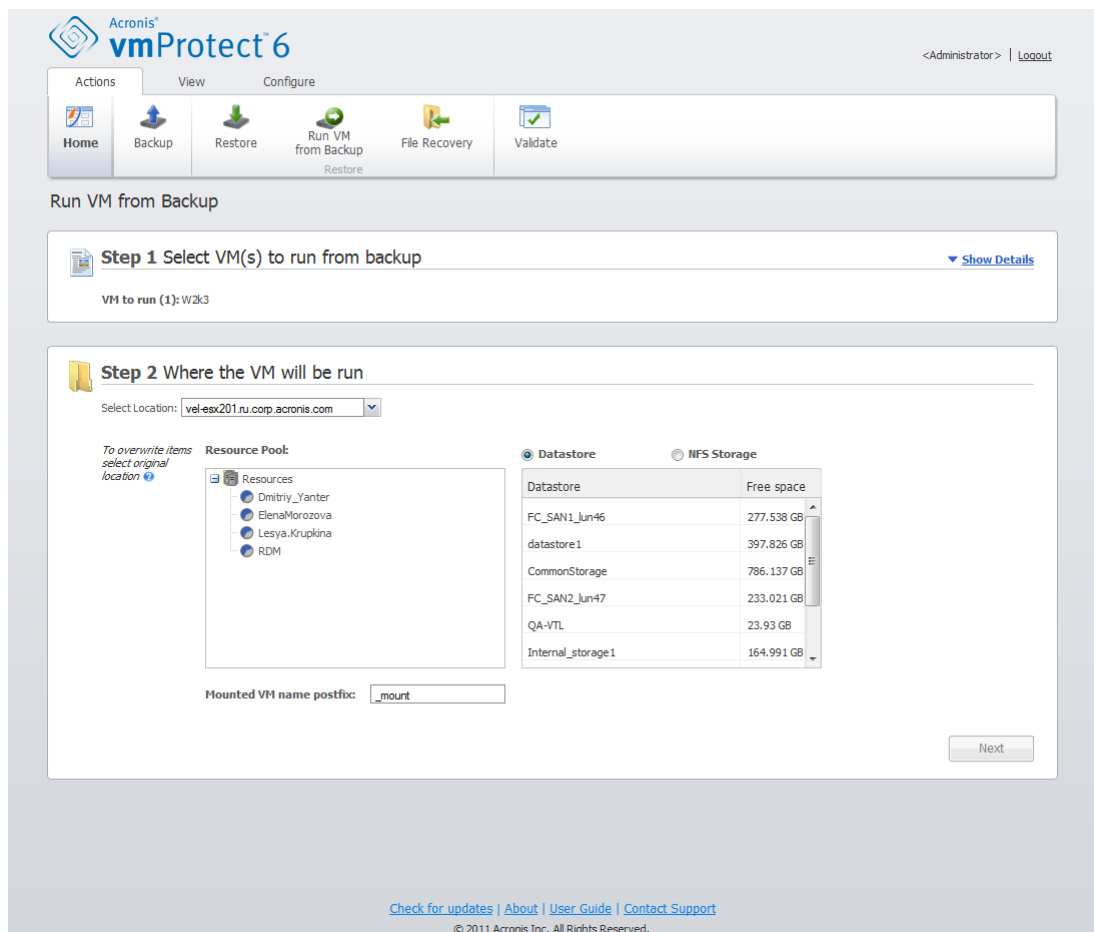 Acronis®
vmProtect™ 6
<Administrator> | Logout
Actions View Configure
Home Backup Restore Run VM from Backup File Recovery Validate
Restore
Run VM from Backup
Step 1 Select VM(s) to run from backup
Show Details
VM to run (1): W2k3
Step 2 Where the VM will be run
Select Location: vel-esx201.ru.corp.acronis.com
To overwrite items
select original
location ?
Resource Pool:
Resources
Dmitriy_Yanter
ElenaMorozova
Lesya.Krupkina
RDM
Datastore NFS Storage
Datastore Free space
FC_SAN1_lun46 277.538 GB
datastore1 397.826 GB
CommonStorage 786.137 GB
FC_SAN2_lun47 233.021 GB
QA-VTL 23.93 GB
Internal_storage1 164.991 GB
Mounted VM name postfix: _mount
Next
Check for updates | About | User Guide | Contact Support
© 2011 Acronis Inc. All Rights Reserved.